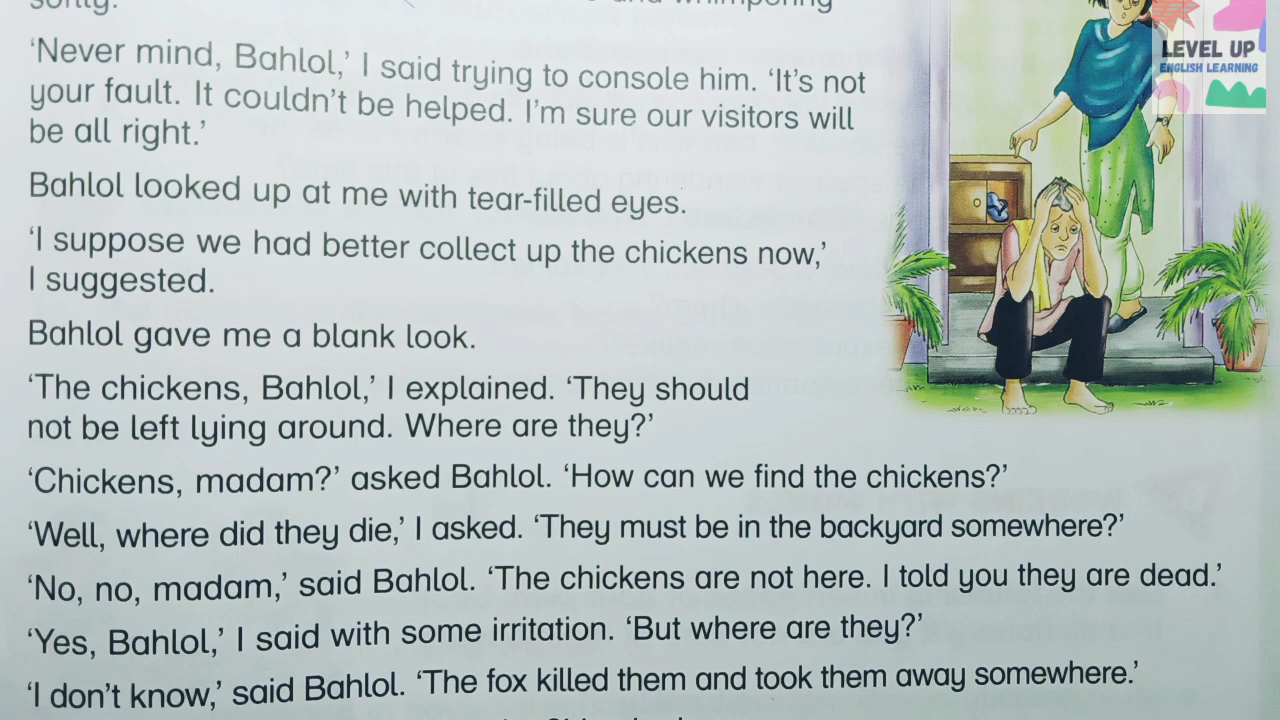 softly.
and whimpering
‘Never mind, Bahlol,’ I said trying to console him. ‘It’s not
your fault. It couldn’t be helped. I’m sure our visitors will
be all right.’
Bahlol looked up at me with tear-filled eyes.
‘I suppose we had better collect up the chickens now,’
I suggested.
Bahlol gave me a blank look.
‘The chickens, Bahlol,’ I explained. ‘They should
not be left lying around. Where are they?’
‘Chickens, madam?’ asked Bahlol. ‘How can we find the chickens?’
‘Well, where did they die,’ I asked. ‘They must be in the backyard somewhere?’
‘No, no, madam,’ said Bahlol. ‘The chickens are not here. I told you they are dead.’
‘Yes, Bahlol,’ I said with some irritation. ‘But where are they?’
‘I don’t know,’ said Bahlol. ‘The fox killed them and took them away somewhere.’
LEVEL UP
ENGLISH LEARNING